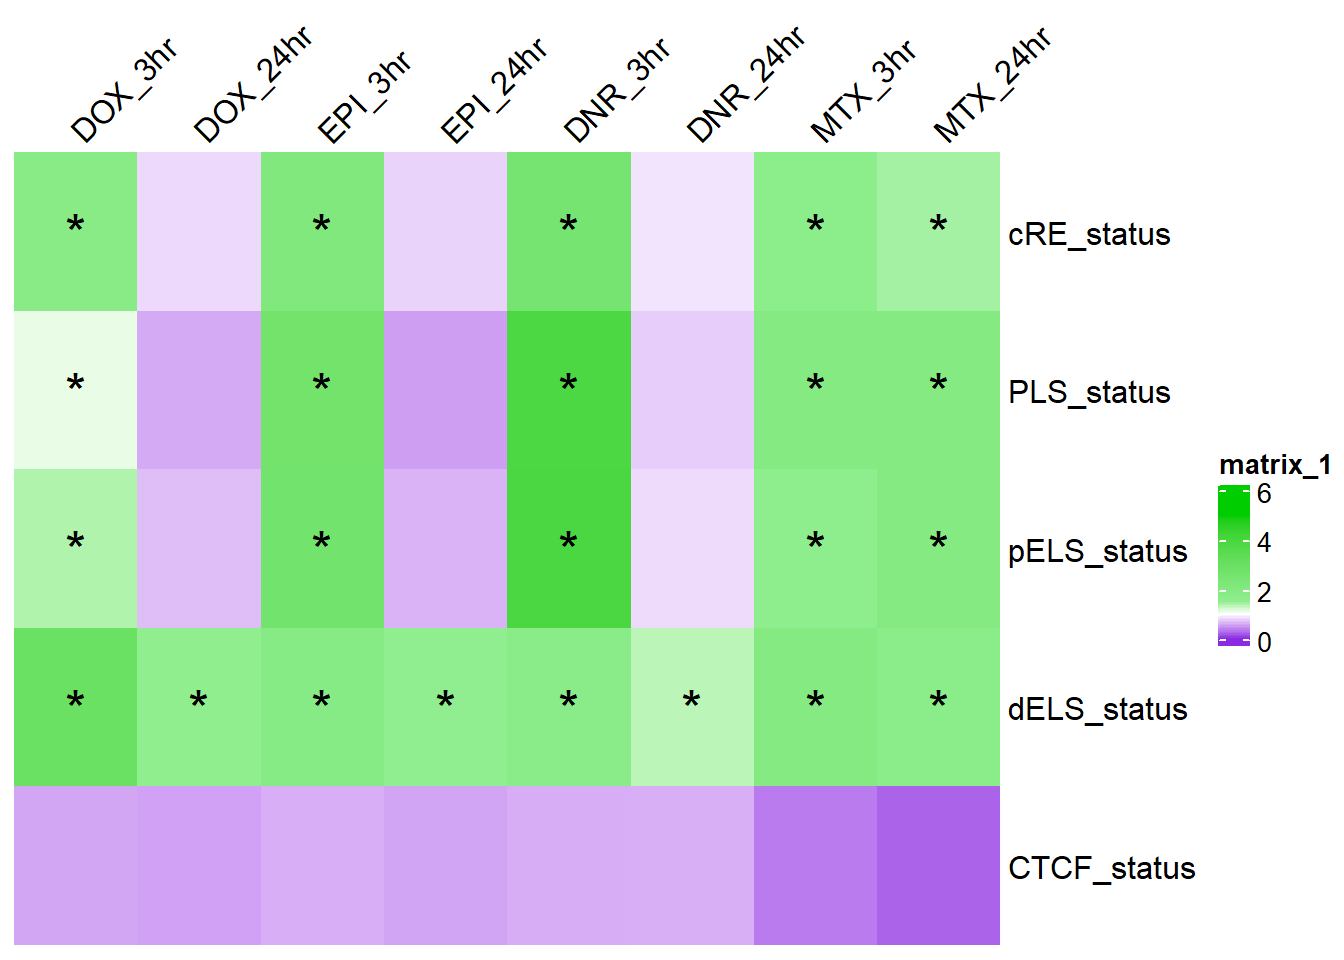 DOX_3hr
DOX_24hr
EPI_3hr
EPI_24hr
DNR_3hr
DNR_24hr
MTX_3hr
MTX_24hr
* * * * * cRE_status
* * * * * PLS_status
* * * * * pELS_status
* * * * * * * * dELS_status
CTCF_status
matrix_1
6
4
2
0